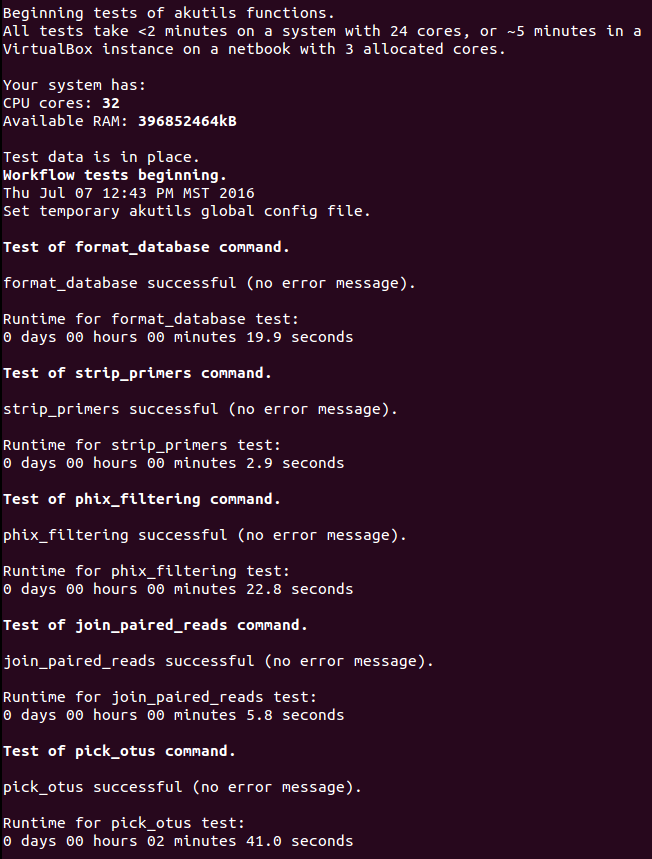 Beginning tests of akutils functions.
All tests take <2 minutes on a system with 24 cores, or ~5 minutes in a
VirtualBox instance on a netbook with 3 allocated cores.
Your system has:
CPU cores: 32
Available RAM: 396852464kB
Test data is in place.
Workflow tests beginning.
Thu Jul 07 12:43 PM MST 2016
Set temporary akutils global config file.
Test of format_database command.
format_database successful (no error message).
Runtime for format_database test:
0 days 00 hours 00 minutes 19.9 seconds
Test of strip_primers command.
strip_primers successful (no error message).
Runtime for strip_primers test:
0 days 00 hours 00 minutes 2.9 seconds
Test of phix_filtering command.
phix_filtering successful (no error message).
Runtime for phix_filtering test:
0 days 00 hours 00 minutes 22.8 seconds
Test of join_paired_reads command.
join_paired_reads successful (no error message).
Runtime for join_paired_reads test:
0 days 00 hours 00 minutes 5.8 seconds
Test of pick_otus command.
pick_otus successful (no error message).
Runtime for pick_otus test:
0 days 00 hours 02 minutes 41.0 seconds